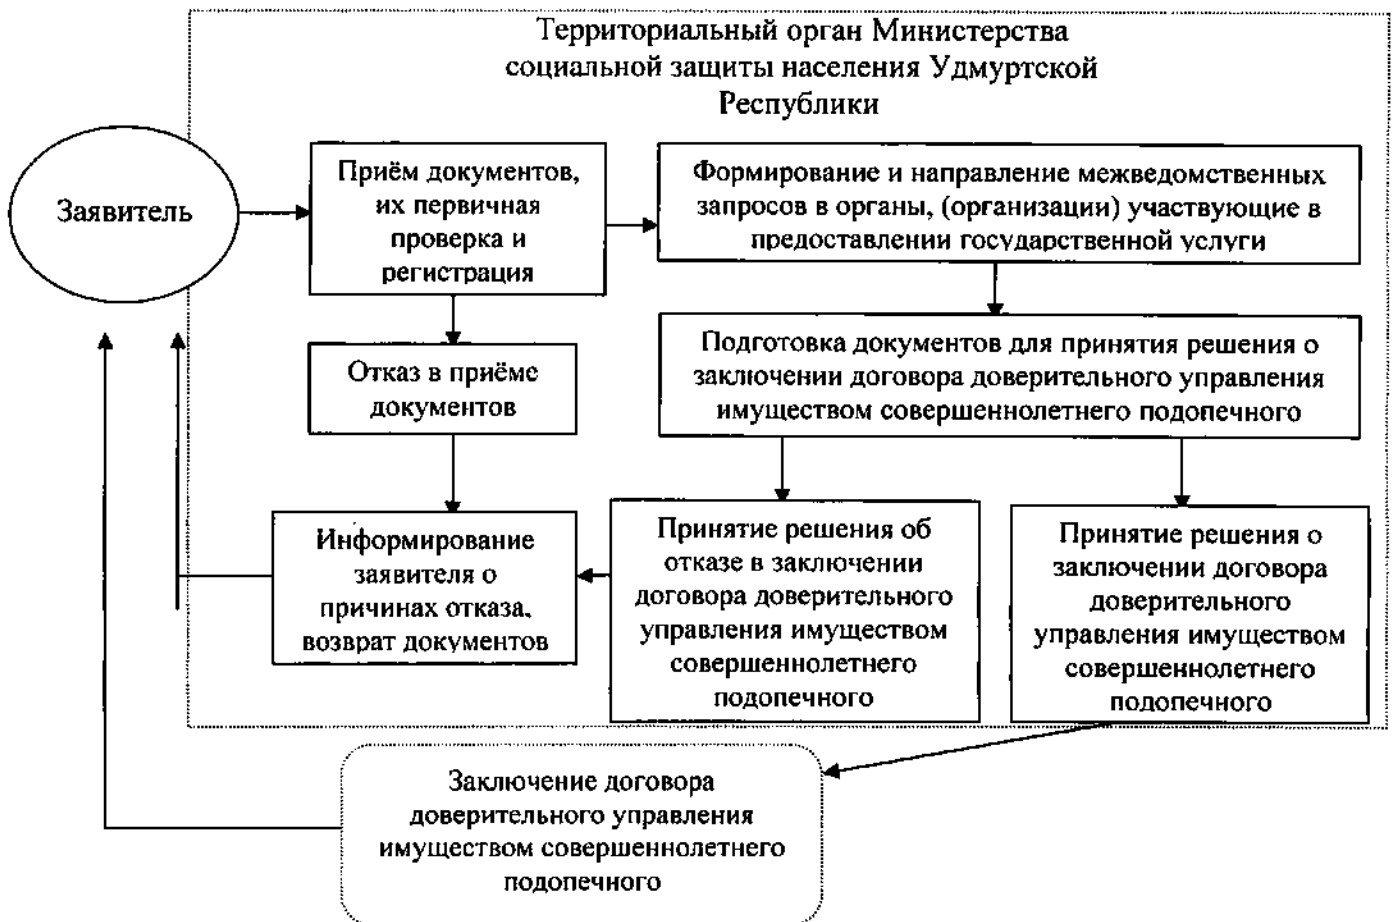 Территориальный орган Министерства
социальной защиты населения Удмуртской
Республики
Заявитель
Приём документов,
их первичная
проверка и
регистрация
Формирование и направление межведомственных
запросов в органы, (организации) участвующие в
предоставлении государственной услуги
Отказ в приёме
документов
Подготовка документов для принятия решения о
заключении договора доверительного управления
имуществом совершеннолетнего подопечного
Информирование
заявителя о
причинах отказа,
возврат документов
Принятие решения об
отказе в заключении
договора доверительного
управления имуществом
совершеннолетнего
подопечного
Принятие решения о
заключении договора
доверительного
управления имуществом
совершеннолетнего
подопечного
Заключение договора
доверительного управления
имуществом совершеннолетнего
подопечного